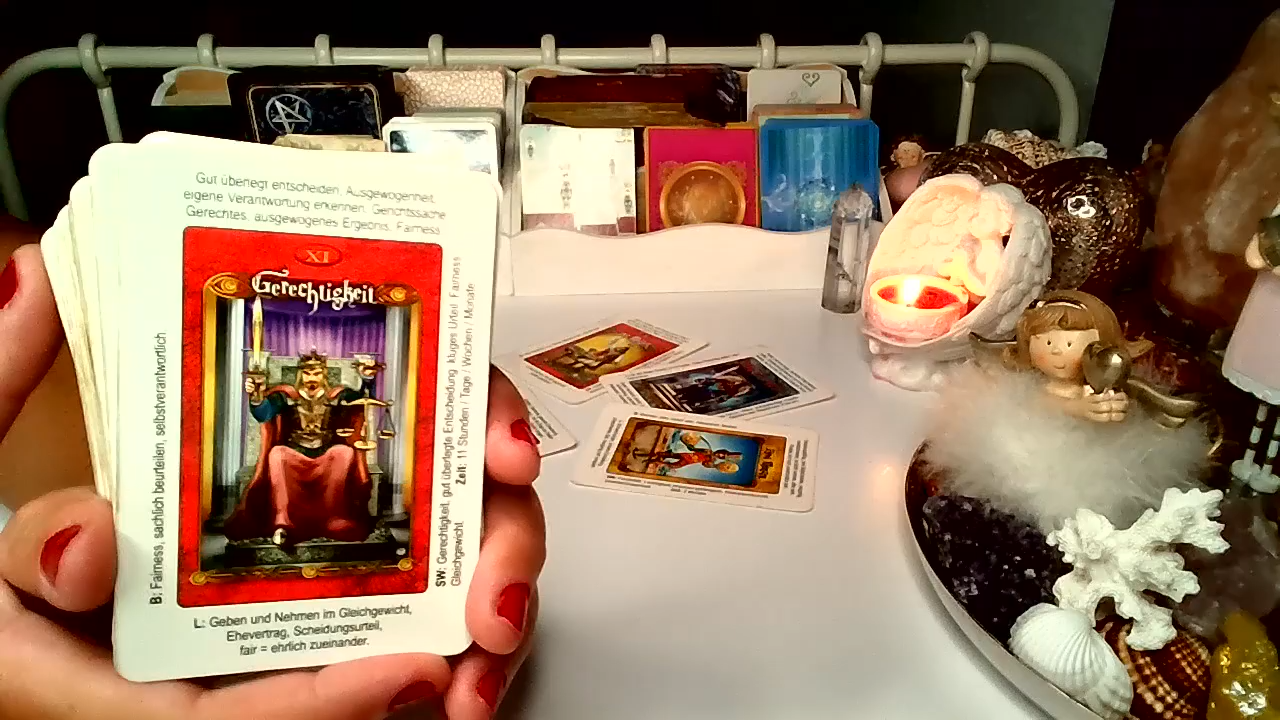 Gut überlegt entscheiden, Ausgewogenheit,
eigene Verantwortung erkennen, Gerichtssache
Gerechtes, ausgewogenes Ergebnis, Fairness
XI
Gerechtigkeit
B: Fairness, sachlich beurteilen, selbstverantwortlich
SW: Gerechtigkeit, gut überlegte Entscheidung, kluges Urteil, Fairness
Gleichgewicht
Zeit: 11 Stunden / Tage / Wochen / Monate
L: Geben und Nehmen im Gleichgewicht,
Ehevertrag, Scheidungsurteil,
fair = ehrlich zueinander.